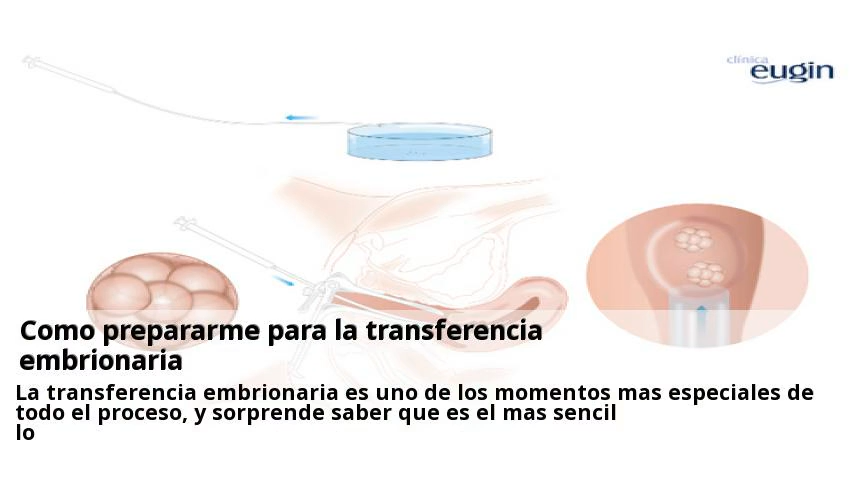 clínica
eugin
Como prepararme para la transferencia
embrionaria
La transferencia embrionaria es uno de los momentos mas especiales de
todo el proceso, y sorprende saber que es el mas sencil
lo